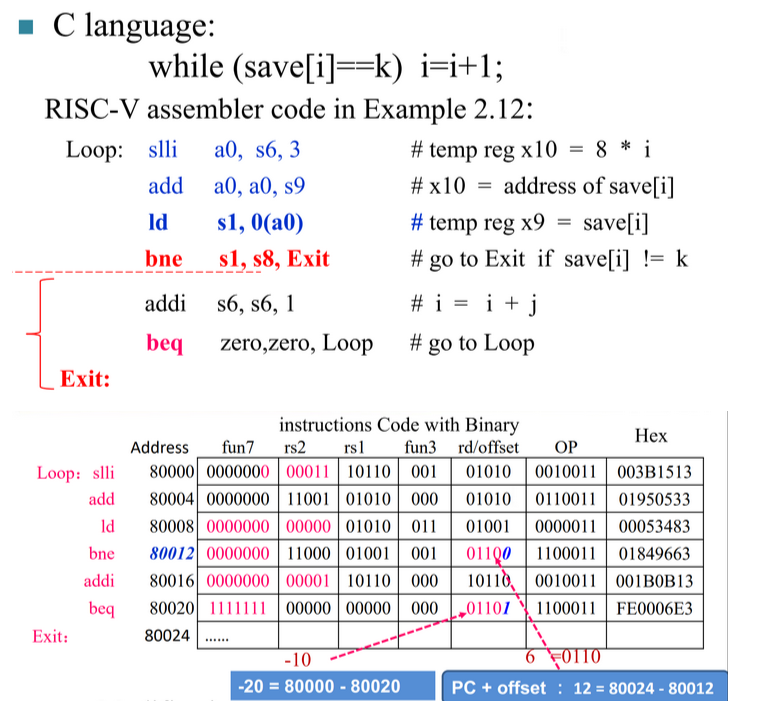 C language:
while (save[i]==k) i=i+1;
RISC-V assembler code in Example 2.12:
Loop: slli a0, s6, 3 # temp reg x10 = 8 * i
add a0, a0, s9 # x10 = address of save[i]
ld s1, 0(a0) # temp reg x9 = save[i]
bne s1, s8, Exit # go to Exit if save[i] != k
addi s6, s6, 1 # i = i + j
beq zero,zero, Loop # go to Loop
Exit:
instructions Code with Binary
Address fun7 rs2 rs1 fun3 rd/offset OP Hex
Loop: slli 80000 0000000 00011 10110 001 01010 0010011 003B1513
add 80004 0000000 11001 01010 000 01010 0110011 01950533
ld 80008 0000000 00000 01010 011 01001 0000011 00053483
bne 80012 0000000 11000 01001 001 01100 1100011 01849663
addi 80016 0000000 00001 10110 000 10110 0010011 001B0B13
beq 80020 1111111 00000 00000 000 01101 1100011 FE0006E3
Exit: 80024 ......
-10 6 =0110
-20 = 80000 - 80020 PC + offset : 12 = 80024 - 80012